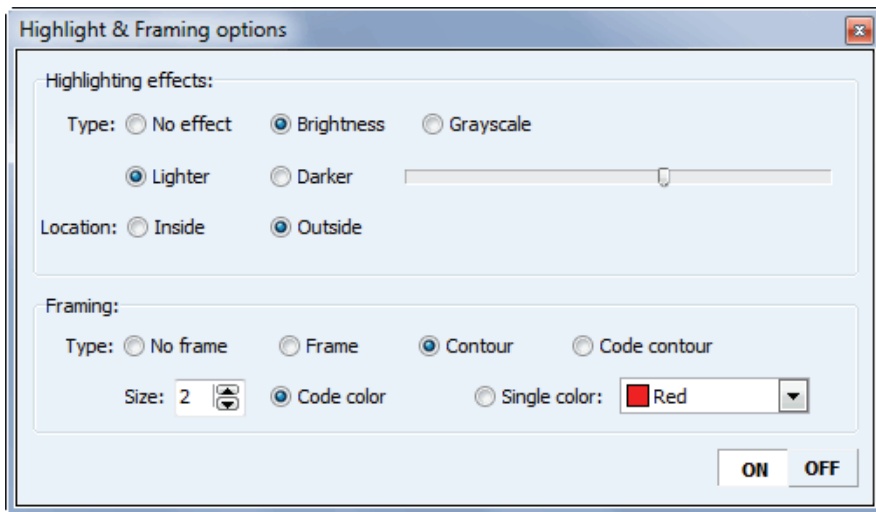 Highlight & Framing options
Highlighting effects:
Type: No effect Brightness Grayscale
Lighter Darker
Location: Inside Outside
Framing:
Type: No frame Frame Contour Code contour
Size: 2 Code color Single color: Red
ON OFF